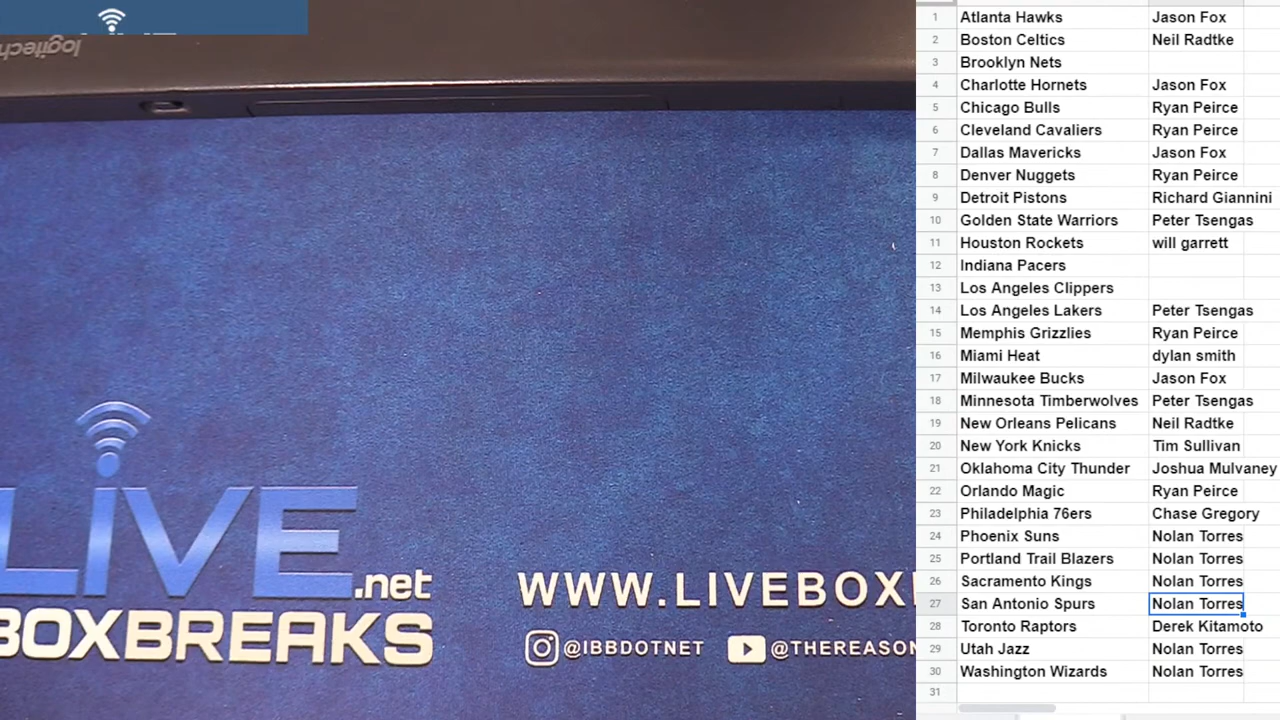 logitech
LIVE.net
BOXBREAKS
WWW.LIVEBOX
@IBBDOTNET
@THEREASON
1 Atlanta Hawks Jason Fox
2 Boston Celtics Neil Radtke
3 Brooklyn Nets
4 Charlotte Hornets Jason Fox
5 Chicago Bulls Ryan Peirce
6 Cleveland Cavaliers Ryan Peirce
7 Dallas Mavericks Jason Fox
8 Denver Nuggets Ryan Peirce
9 Detroit Pistons Richard Giannini
10 Golden State Warriors Peter Tsengas
11 Houston Rockets will garrett
12 Indiana Pacers
13 Los Angeles Clippers
14 Los Angeles Lakers Peter Tsengas
15 Memphis Grizzlies Ryan Peirce
16 Miami Heat dylan smith
17 Milwaukee Bucks Jason Fox
18 Minnesota Timberwolves Peter Tsengas
19 New Orleans Pelicans Neil Radtke
20 New York Knicks Tim Sullivan
21 Oklahoma City Thunder Joshua Mulvaney
22 Orlando Magic Ryan Peirce
23 Philadelphia 76ers Chase Gregory
24 Phoenix Suns Nolan Torres
25 Portland Trail Blazers Nolan Torres
26 Sacramento Kings Nolan Torres
27 San Antonio Spurs Nolan Torres
28 Toronto Raptors Derek Kitamoto
29 Utah Jazz Nolan Torres
30 Washington Wizards Nolan Torres
31